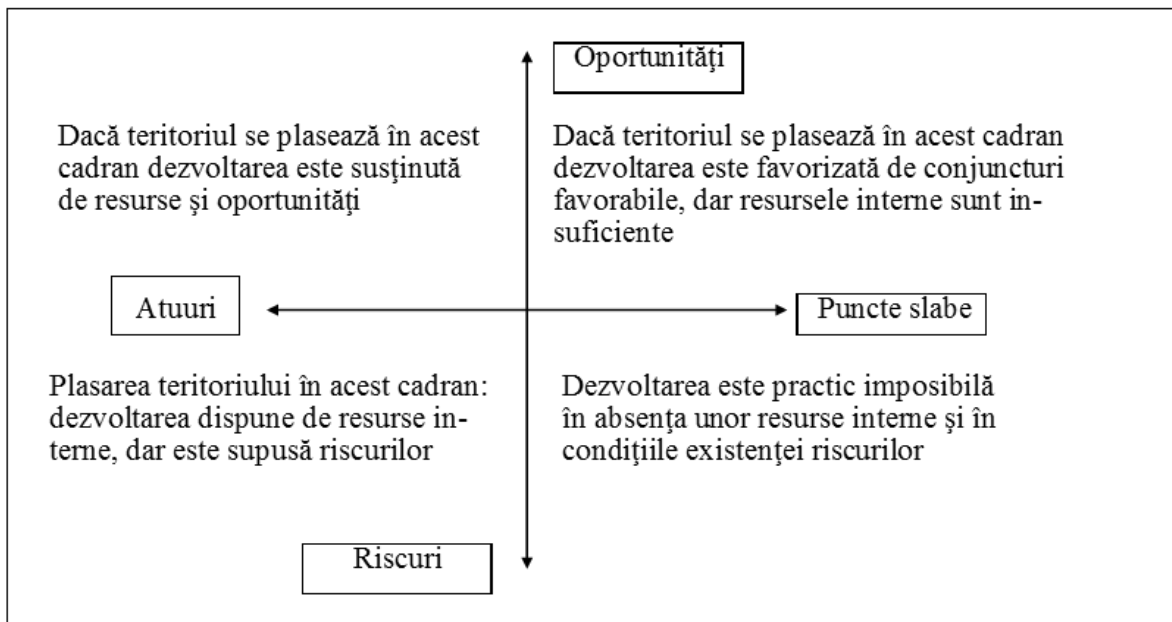 Oportunităţi
Dacă teritoriul se plasează în acest
cadran dezvoltarea este susţinută
de resurse şi oportunităţi
Dacă teritoriul se plasează în acest
cadran dezvoltarea este favorizată de conjuncturi
favorabile, dar resursele interne sunt in-
suficiente
Atuuri
Puncte slabe
Plasarea teritoriului în acest cadran:
dezvoltarea dispune de resurse in-
terne, dar este supusă riscurilor
Dezvoltarea este practic imposibilă
în absenţa unor resurse interne şi în
condiţiile existenţei riscurilor
Riscuri